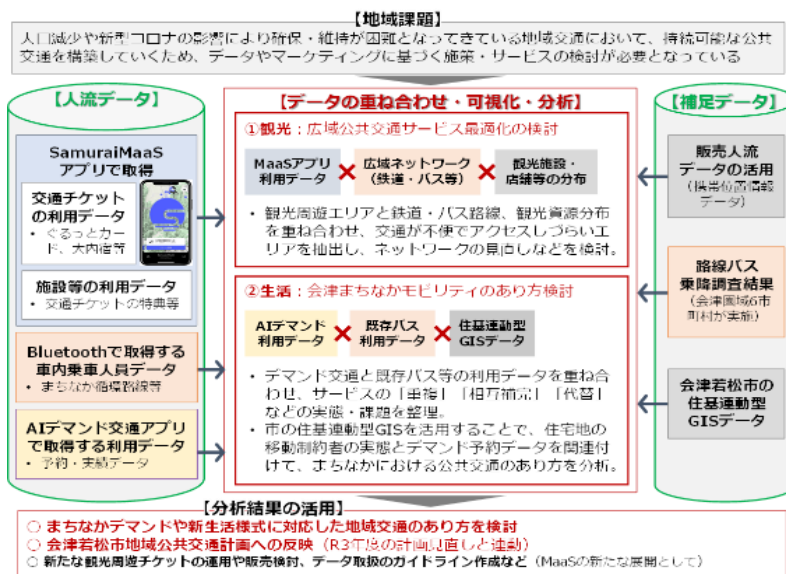 【地域課題】
人口減少や新型コロナの影響により確保・維持が困難となってきている地域交通において、持続可能な公共
交通を構築していくため、データやマーケティングに基づく施策・サービスの検討が必要となっている
【人流データ】
SamuraiMaaS
アプリで取得
交通チケット
の利用データ
・ぐるっとカー
ド、大内宿等
施設等の利用データ
・交通チケットの特典等
Bluetoothで取得する
車内乗車人員データ
・まちなか循環路線等
AIデマンド交通アプリ
で取得する利用データ
・予約・実績データ
【データの重ね合わせ・可視化・分析】
①観光：広域公共交通サービス最適化の検討
MaaSアプリ
利用データ
×
広域ネットワーク
（鉄道・バス等）
×
観光施設・
店舗等の分布
• 観光周遊エリアと鉄道・バス路線、観光資源分布
を重ね合わせ、交通が不便でアクセスしづらいエ
リアを抽出し、ネットワークの見直しなどを検討。
②生活：会津まちなかモビリティのあり方検討
AIデマンド
利用データ
×
既存バス
利用データ
×
住基連動型
GISデータ
• デマンド交通と既存バス等の利用データを重ね合
わせ、サービスの「重複」「相互補完」「代替」
などの実態・課題を整理。
• 市の住基連動型GISを活用することで、住宅地の
移動制約者の実態とデマンド予約データを関連付
けて、まちなかにおける公共交通のあり方を分析。
【補足データ】
販売人流
データの活用
（携帯位置情報
データ）
路線バス
乗降調査結果
（会津圏域6市
町村が実施）
会津若松市の
住基連動型
GISデータ
【分析結果の活用】
○ まちなかデマンドや新生活様式に対応した地域交通のあり方を検討
○ 会津若松市地域公共交通計画への反映（R3年度の計画見直しと連動）
○ 新たな観光周遊チケットの運用や販売検討、データ取扱のガイドライン作成など（MaaSの新たな展開として）